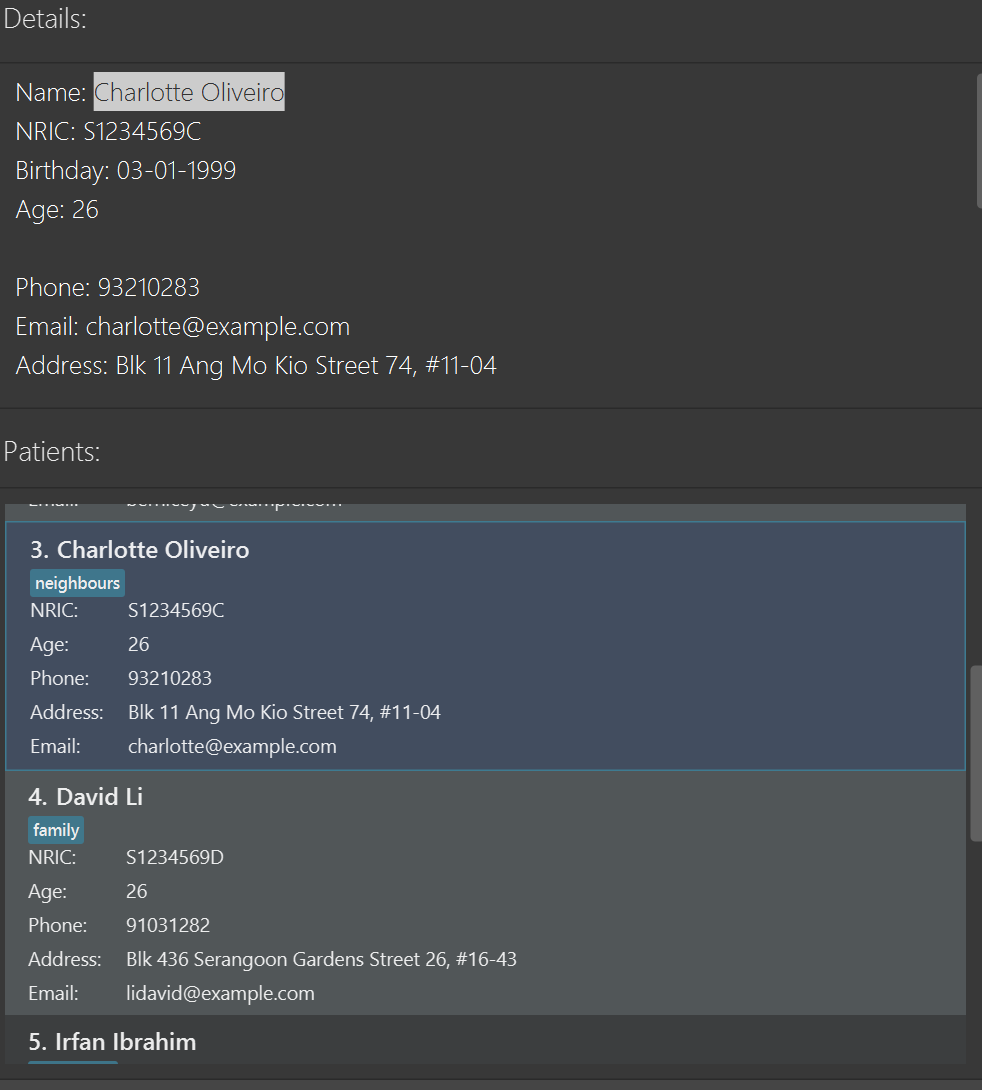 Details:
Name: Charlotte Oliveiro
NRIC: S1234569C
Birthday: 03-01-1999
Age: 26
Phone: 93210283
Email: charlotte@example.com
Address: Blk 11 Ang Mo Kio Street 74, #11-04
Patients:
3. Charlotte Oliveiro
neighbours
NRIC: S1234569C
Age: 26
Phone: 93210283
Address: Blk 11 Ang Mo Kio Street 74, #11-04
Email: charlotte@example.com
4. David Li
family
NRIC: S1234569D
Age: 26
Phone: 91031282
Address: Blk 436 Serangoon Gardens Street 26, #16-43
Email: lidavid@example.com
5. Irfan Ibrahim